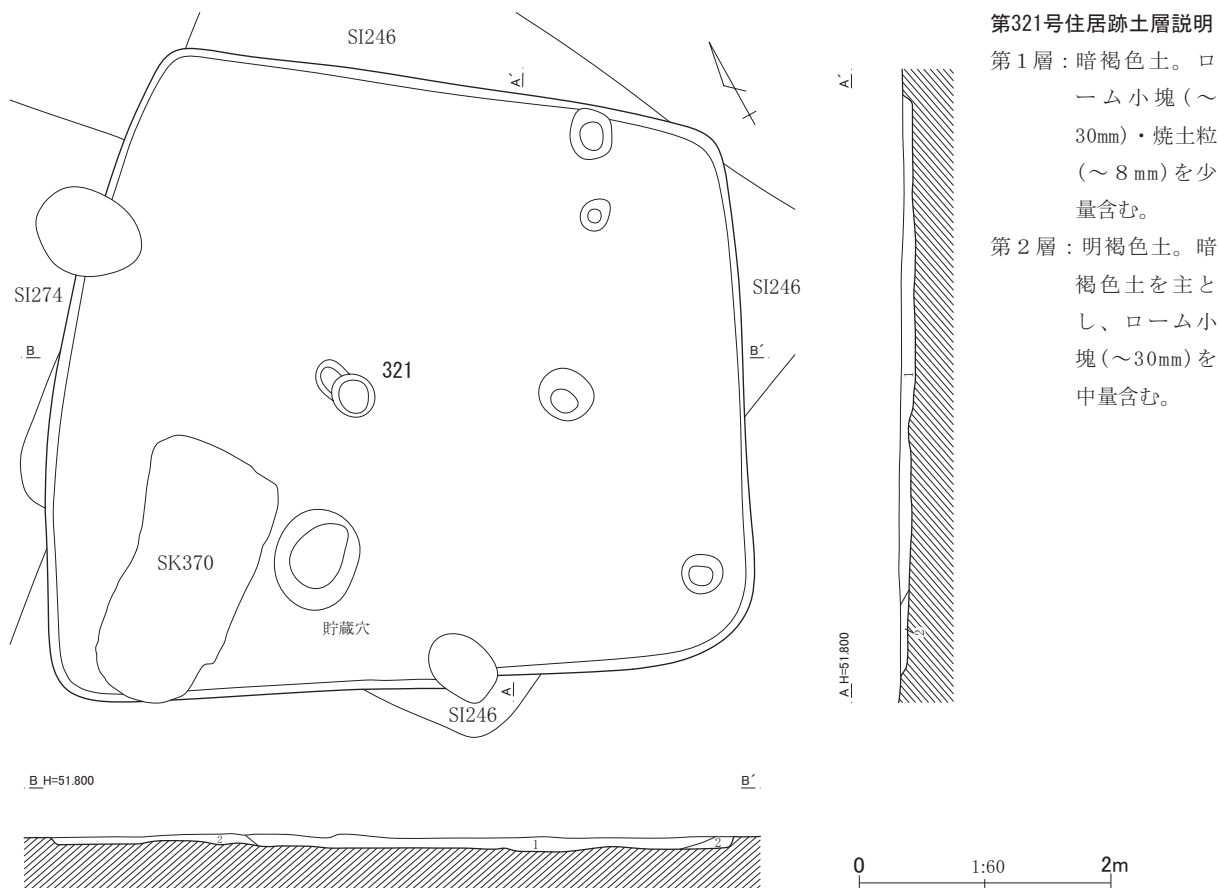 第321号住居跡土層説明
第1層：暗褐色土。ロ
ーム小塊(～
30mm)・焼土粒
(～8mm)を少
量含む。
第2層：明褐色土。暗
褐色土を主と
し、ローム小
塊(～30mm)を
中量含む。
SI246
A´
A´
SI274
SI246
B
B´
321
1
SK370
貯蔵穴
2
A H=51.800
A
SI246
B H=51.800
B´
2
1
2
0
1:60
2m